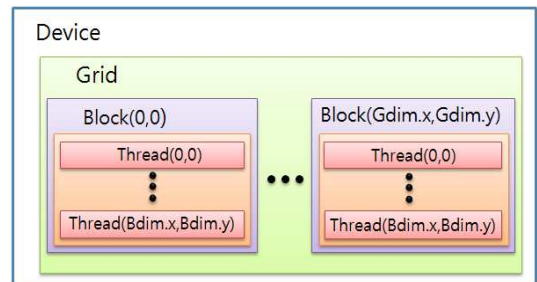 Device
Grid
Block(0,0)
Thread(0,0)
Thread(Bdim.x,Bdim.y)
Block(Gdim.x,Gdim.y)
Thread(0,0)
Thread(Bdim.x,Bdim.y)